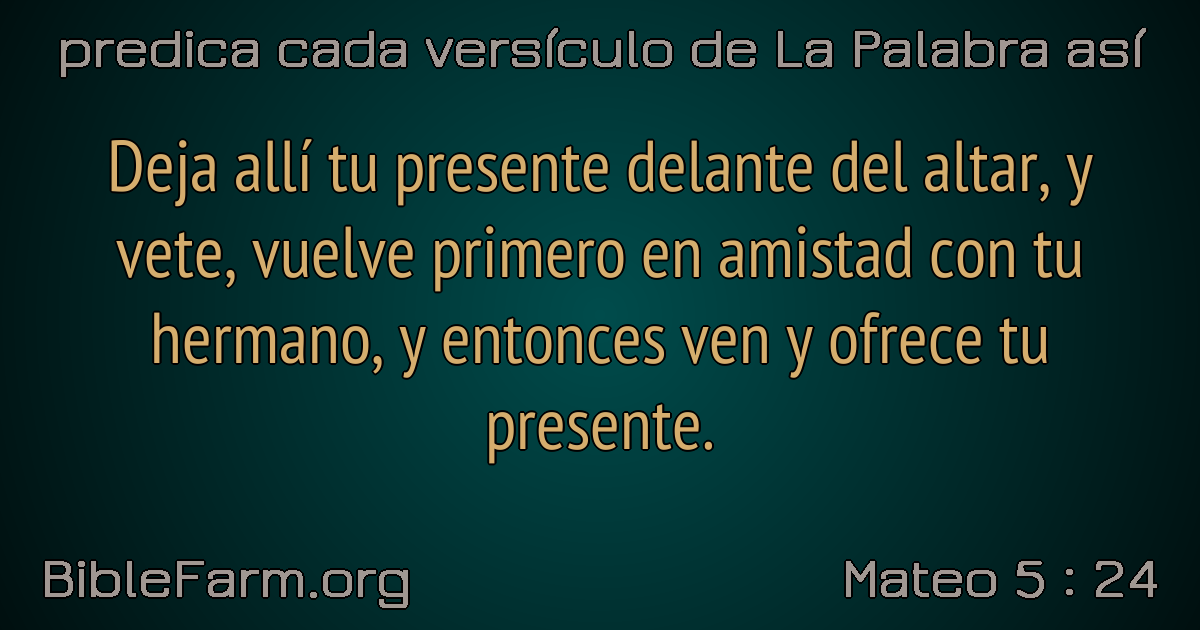 predica cada versículo de La Palabra así
Deja allí tu presente delante del altar, y
vete, vuelve primero en amistad con tu
hermano, y entonces ven y ofrece tu
presente.
BibleFarm.org
Mateo 5 : 24